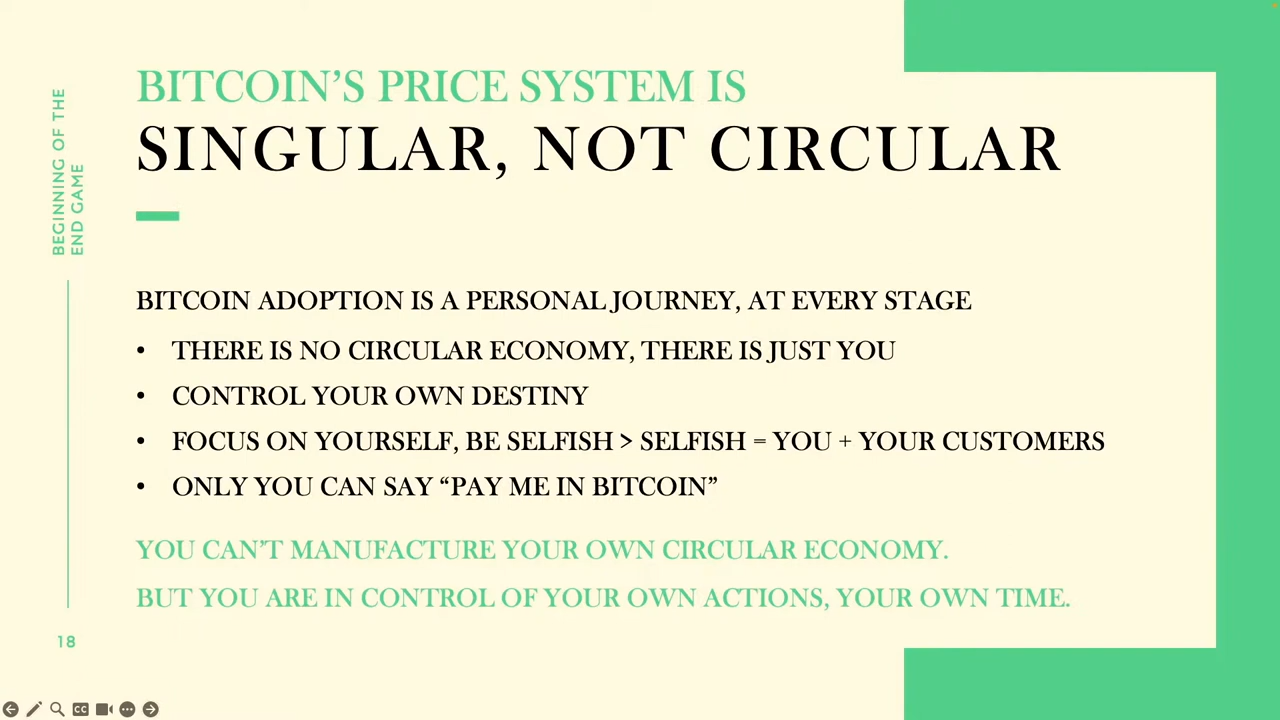 BEGINNING OF THE
END GAME
BITCOIN’S PRICE SYSTEM IS
SINGULAR, NOT CIRCULAR
BITCOIN ADOPTION IS A PERSONAL JOURNEY, AT EVERY STAGE
• THERE IS NO CIRCULAR ECONOMY, THERE IS JUST YOU
• CONTROL YOUR OWN DESTINY
• FOCUS ON YOURSELF, BE SELFISH > SELFISH = YOU + YOUR CUSTOMERS
• ONLY YOU CAN SAY “PAY ME IN BITCOIN”
YOU CAN’T MANUFACTURE YOUR OWN CIRCULAR ECONOMY.
BUT YOU ARE IN CONTROL OF YOUR OWN ACTIONS, YOUR OWN TIME.
18
CC